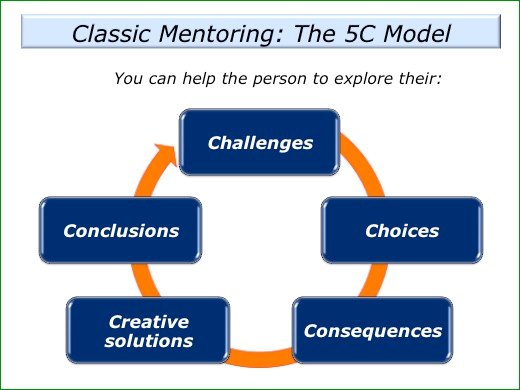 Classic Mentoring: The 5C Model
You can help the person to explore their:
Challenges
Choices
Consequences
Creative
solutions
Conclusions